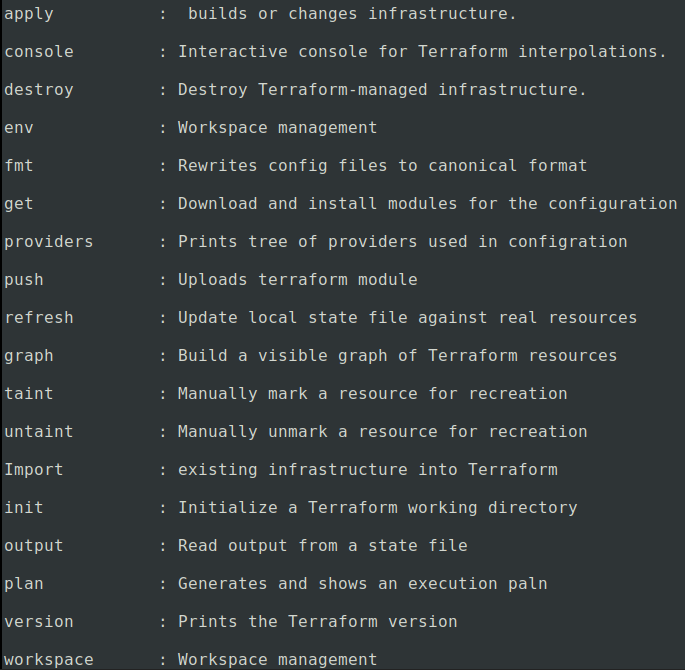 apply : builds or changes infrastructure.
console : Interactive console for Terraform interpolations.
destroy : Destroy Terraform-managed infrastructure.
env : Workspace management
fmt : Rewrites config files to canonical format
get : Download and install modules for the configuration
providers : Prints tree of providers used in configration
push : Uploads terraform module
refresh : Update local state file against real resources
graph : Build a visible graph of Terraform resources
taint : Manually mark a resource for recreation
untaint : Manually unmark a resource for recreation
Import : existing infrastructure into Terraform
init : Initialize a Terraform working directory
output : Read output from a state file
plan : Generates and shows an execution paln
version : Prints the Terraform version
workspace : Workspace management